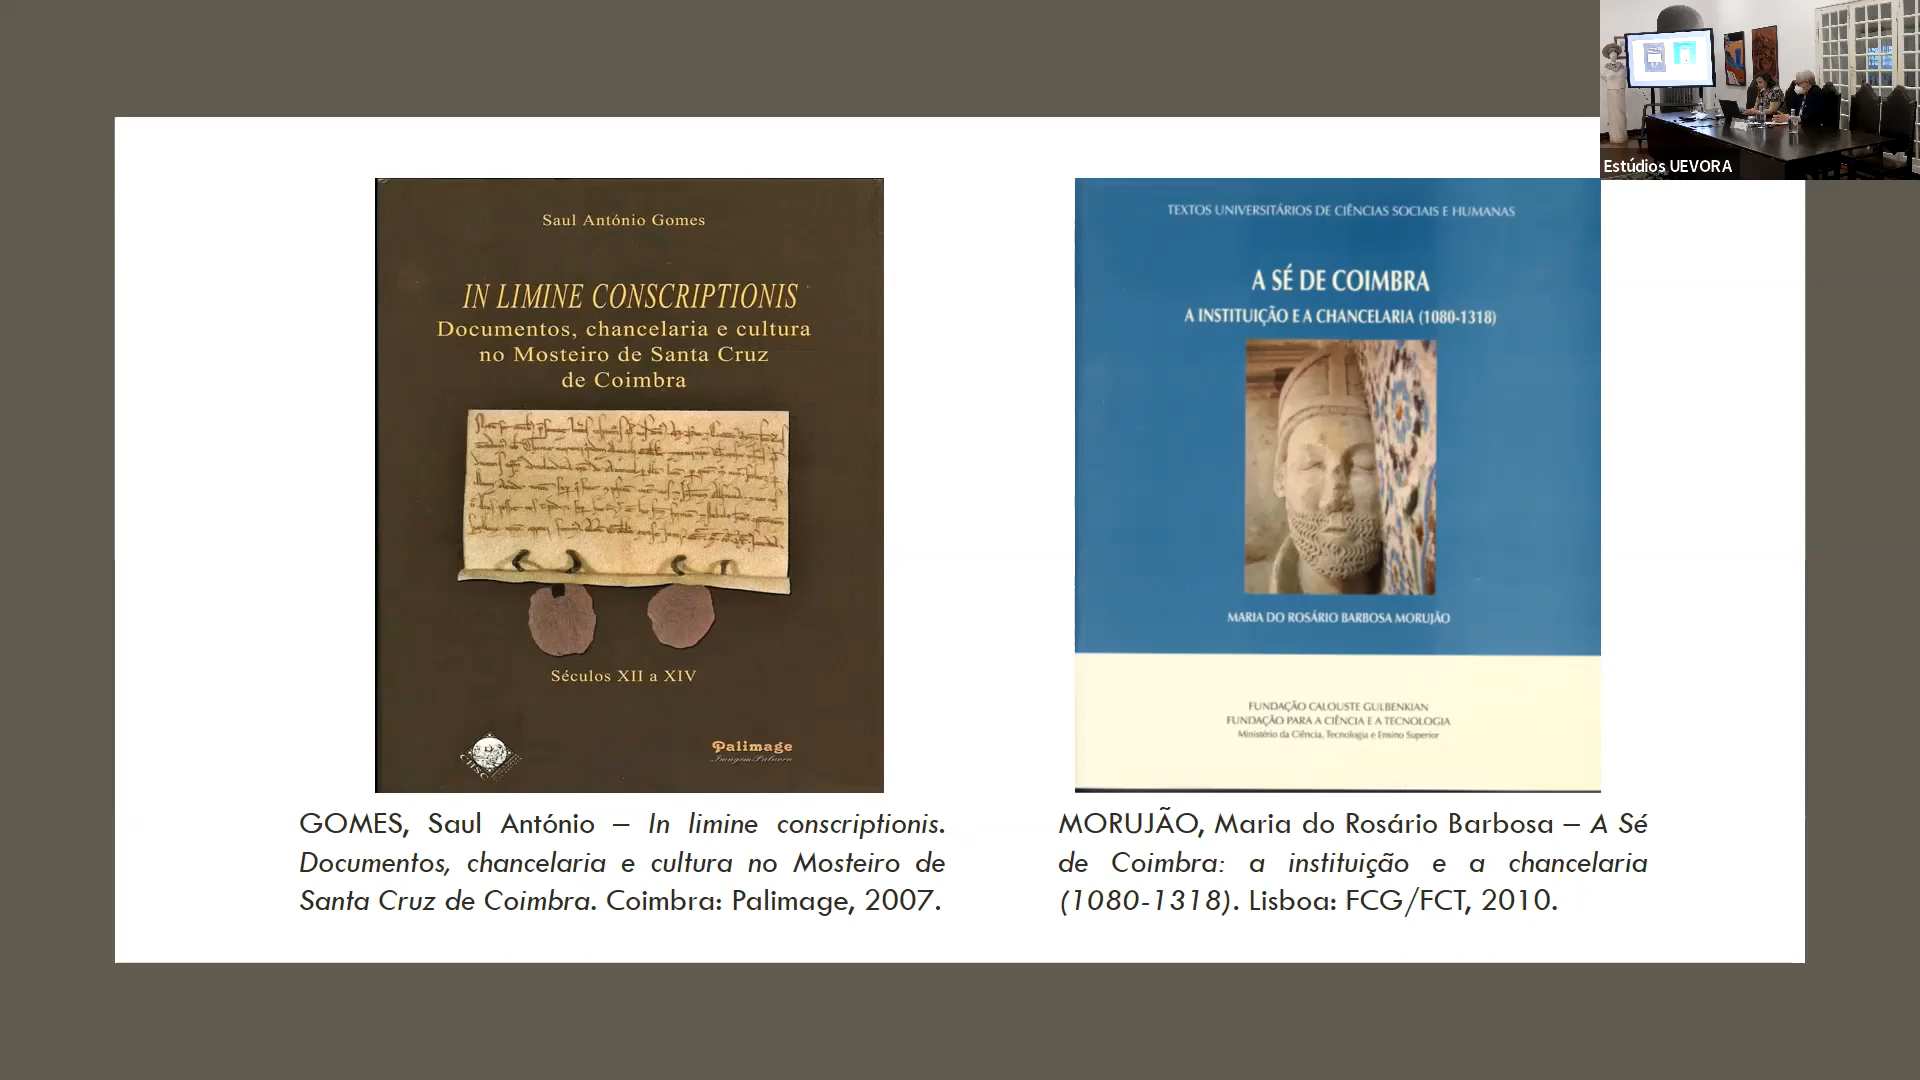 Estúdios UEVORA
Saul António Gomes
IN LIMINE CONSCRIPTIONIS
Documentos, chancelaria e cultura
no Mosteiro de Santa Cruz
de Coimbra
Séculos XII a XIV
CHSC
Palimage
Imagem Palavra
TEXTOS UNIVERSITÁRIOS DE CIÊNCIAS SOCIAIS E HUMANAS
A SÉ DE COIMBRA
A INSTITUIÇÃO E A CHANCELARIA (1080-1318)
MARIA DO ROSÁRIO BARBOSA MORUJÃO
FUNDAÇÃO CALOUSTE GULBENKIAN
FUNDAÇÃO PARA A CIÊNCIA E A TECNOLOGIA
Ministério da Ciência, Tecnologia e Ensino Superior
GOMES, Saul António – In limine conscriptionis.
Documentos, chancelaria e cultura no Mosteiro de
Santa Cruz de Coimbra. Coimbra: Palimage, 2007.
MORUJÃO, Maria do Rosário Barbosa – A Sé
de Coimbra: a instituição e a chancelaria
(1080-1318). Lisboa: FCG/FCT, 2010.